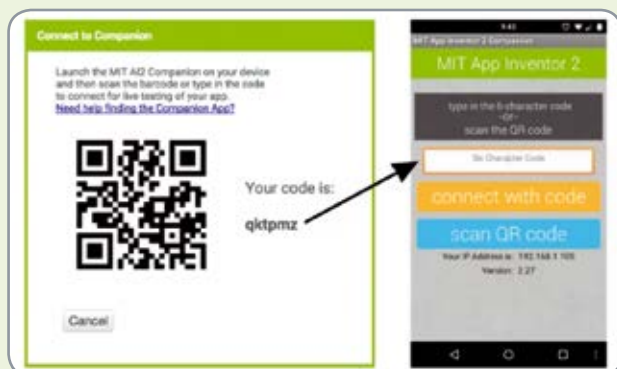 Connect to Companion
Launch the MIT AI2 Companion on your device
and then scan the barcode or type in the code
to connect for live testing of your app.
Need help finding the Companion App?
Your code is:
qktpmz
Cancel
9:43
MIT App Inventor 2 Companion
MIT App Inventor 2
type in the 6-character code
-or-
scan the QR code
Six Character Code
connect with code
scan QR code
Your IP Address is: 192.168.1.105
Version: 2.27